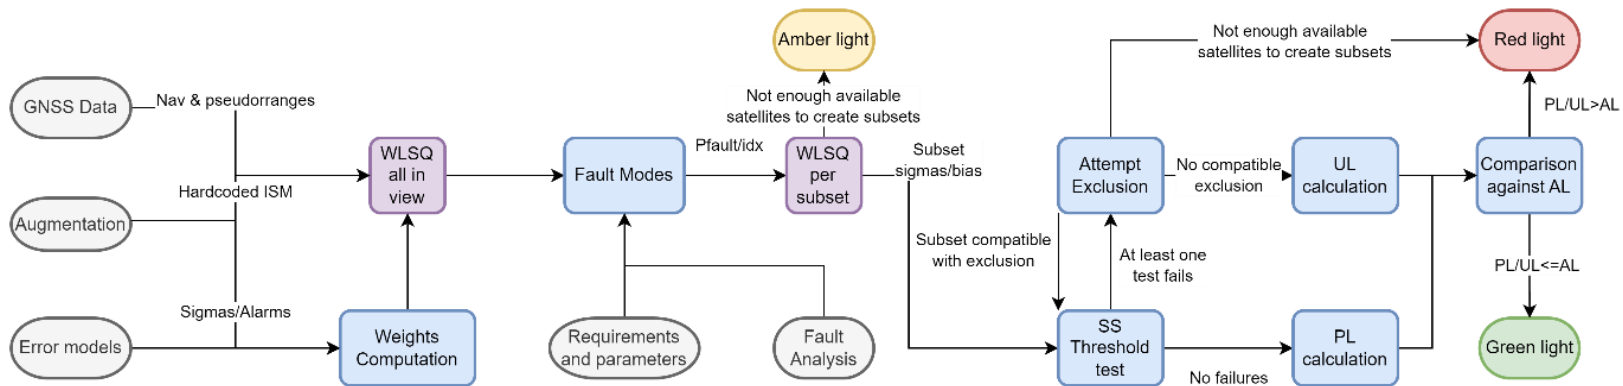 GNSS Data
Nav & pseudorranges
Hardcoded ISM
Augmentation
Sigmas/Alarms
Error models
Weights
Computation
WLSQ
all in
view
Fault Modes
Requirements
and parameters
Fault
Analysis
Pfault/idx
WLSQ
per
subset
Not enough available
satellites to create subsets
Amber light
Subset
sigmas/bias
Subset compatible
with exclusion
At least one
test fails
SS
Threshold
test
Attempt
Exclusion
Not enough available
satellites to create subsets
No compatible
exclusion
UL
calculation
No failures
PL
calculation
Comparison
against AL
PL/UL>AL
Red light
PL/UL<=AL
Green light